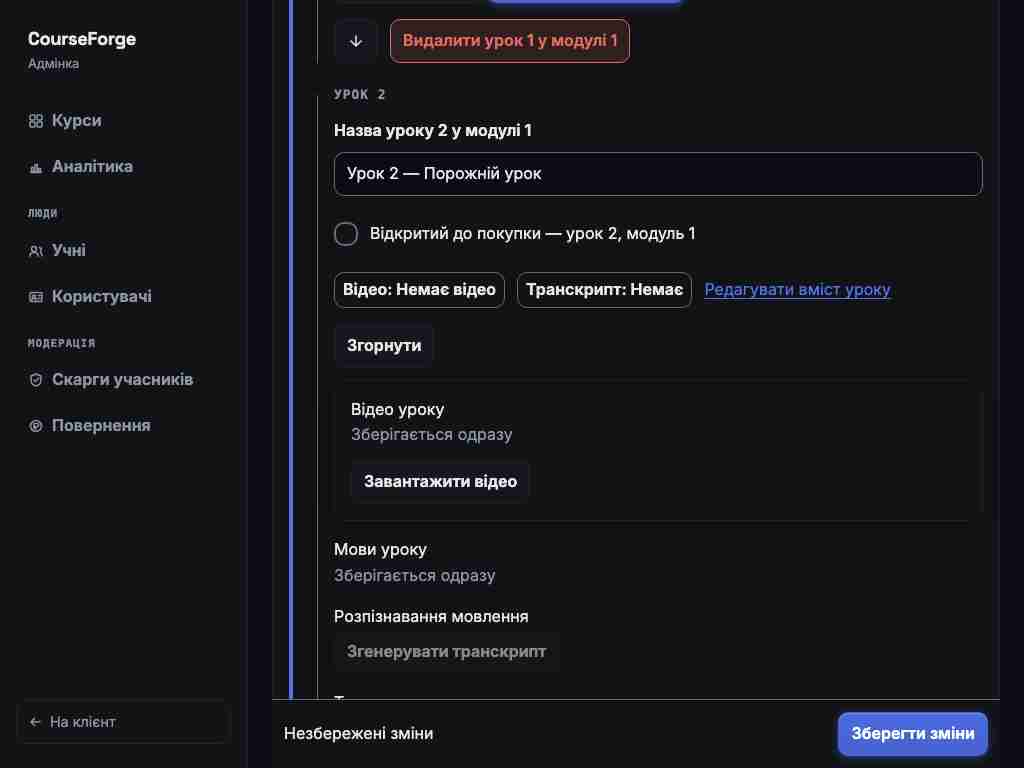 CourseForge
Адмінка
Курси
Аналітика
ЛЮДИ
Учні
Користувачі
МОДЕРАЦІЯ
Скарги учасників
Повернення
← На клієнт
↓
Видалити урок 1 у модулі 1
УРОК 2
Назва уроку 2 у модулі 1
Урок 2 — Порожній урок
Відкритий до покупки — урок 2, модуль 1
Відео: Немає відео
Транскрипт: Немає
Редагувати вміст уроку
Згорнути
Відео уроку
Зберігається одразу
Завантажити відео
Мови уроку
Зберігається одразу
Розпізнавання мовлення
Згенерувати транскрипт
Незбережені зміни
Зберегти зміни